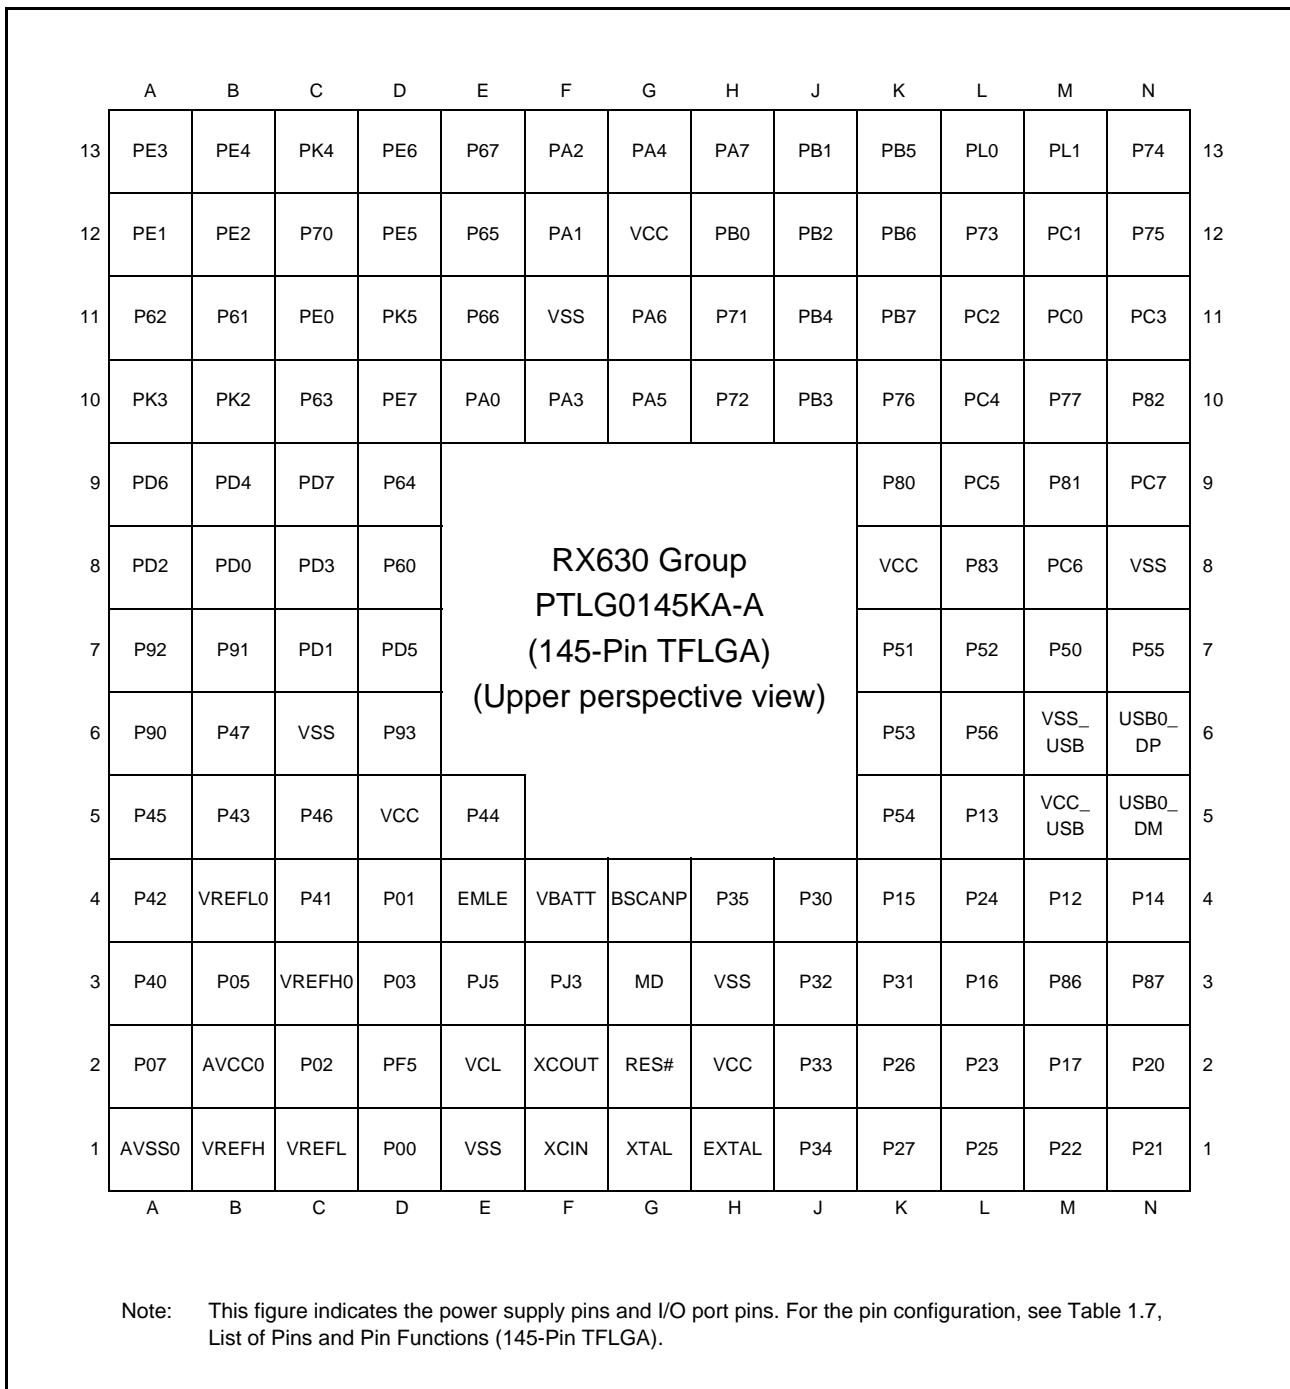 A B C D E F G H J K L M N
13 PE3 PE4 PK4 PE6 P67 PA2 PA4 PA7 PB1 PB5 PL0 PL1 P74 13
12 PE1 PE2 P70 PE5 P65 PA1 VCC PB0 PB2 PB6 P73 PC1 P75 12
11 P62 P61 PE0 PK5 P66 VSS PA6 P71 PB4 PB7 PC2 PC0 PC3 11
10 PK3 PK2 P63 PE7 PA0 PA3 PA5 P72 PB3 P76 PC4 P77 P82 10
9 PD6 PD4 PD7 P64 P80 PC5 P81 PC7 9
8 PD2 PD0 PD3 P60 VCC P83 PC6 VSS 8
7 P92 P91 PD1 PD5 P51 P52 P50 P55 7
6 P90 P47 VSS P93 P53 P56 VSS_USB USB0_DP 6
5 P45 P43 P46 VCC P44 P54 P13 VCC_USB USB0_DM 5
RX630 Group
PTLG0145KA-A
(145-Pin TFLGA)
(Upper perspective view)
4 P42 VREFL0 P41 P01 EMLE VBATT BSCANP P35 P30 P15 P24 P12 P14 4
3 P40 P05 VREFH0 P03 PJ5 PJ3 MD VSS P32 P31 P16 P86 P87 3
2 P07 AVCC0 P02 PF5 VCL XCOUT RES# VCC P33 P26 P23 P17 P20 2
1 AVSS0 VREFH VREFL P00 VSS XCIN XTAL EXTAL P34 P27 P25 P22 P21 1
A B C D E F G H J K L M N
Note: This figure indicates the power supply pins and I/O port pins. For the pin configuration, see Table 1.7,
List of Pins and Pin Functions (145-Pin TFLGA).